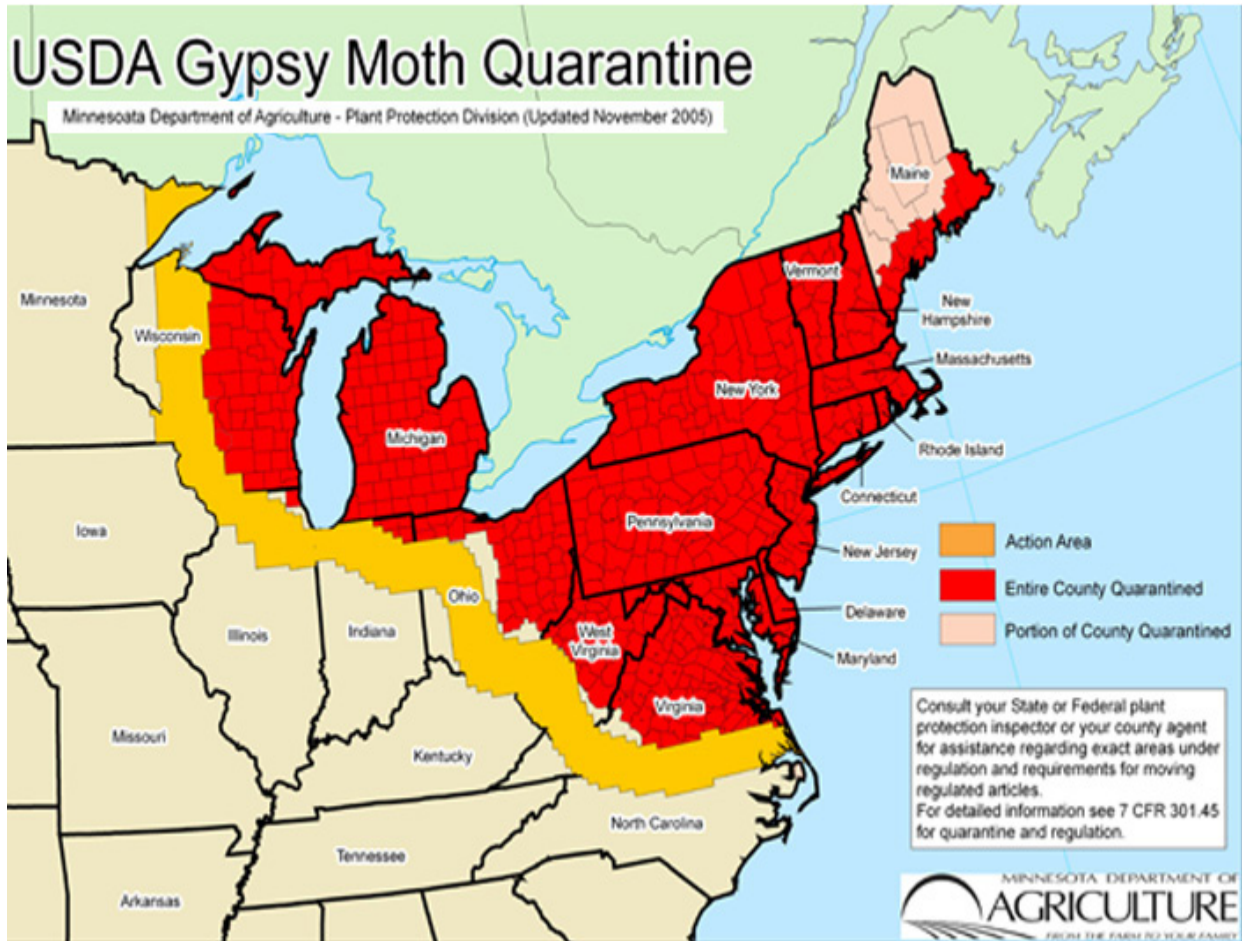 USDA Gypsy Moth Quarantine
Minnesoata Department of Agriculture - Plant Protection Division (Updated November 2005)
Maine
Vermont
Minnesota
New
Hampshire
Wisconsin
Massachusetts
New York
Michigan
Rhode Island
Connecticut
Pennsylvania
Iowa
New Jersey
Action Area
Entire County Quarantined
Ohio
Delaware
Portion of County Quarantined
Illinois
Indiana
West
Virginia
Maryland
Virginia
Missouri
Kentucky
Consult your State or Federal plant
protection inspector or your county agent
for assistance regarding exact areas under
regulation and requirements for moving
regulated articles.
For detailed information see 7 CFR 301.45
for quarantine and regulation.
North Carolina
Tennessee
Arkansas
MINNESOTA DEPARTMENT OF
AGRICULTURE
FROM THE FARM TO YOUR FAMILY